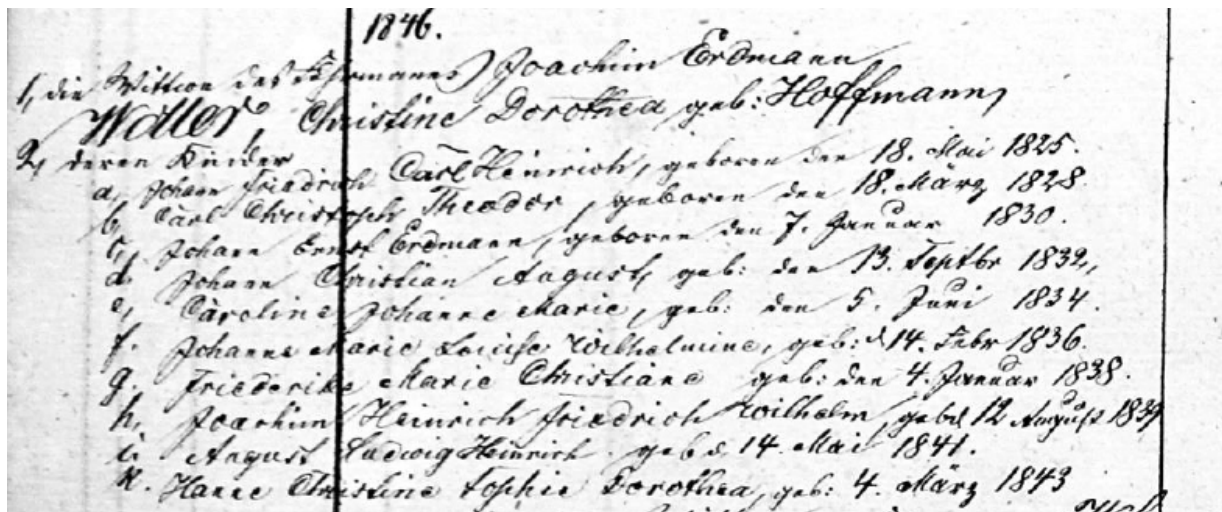 1846.
1, die Wittwe des Joachim Erdmann
Woller, Christine Dorothea, geb: Hoffmann,
2, deren Kinder
a, Johann Friedrich Carl Heinrich, geboren den 18. Mai 1825.
b, Carl Christoph Theodor, geboren den 18. März 1828.
c, Johann Ernst Erdmann, geboren den 7. Januar 1830.
d, Johann Christian August, geb: den 13. Septbr 1832,
e, Caroline Johanne Marie, geb: den 5. Juni 1834.
f. Johanne Marie Louise Wilhelmine, geb: d 14. Febr 1836.
g. Friederike Marie Christiane geb: den 4. Januar 1838.
h, Joachim Heinrich Friedrich Wilhelm, geb d 12 August 1839
i. August Ludwig Heinrich. geb d. 14 Mai 1841.
k. Hanne Christine Sophie Dorothea, geb: 4. März 1843